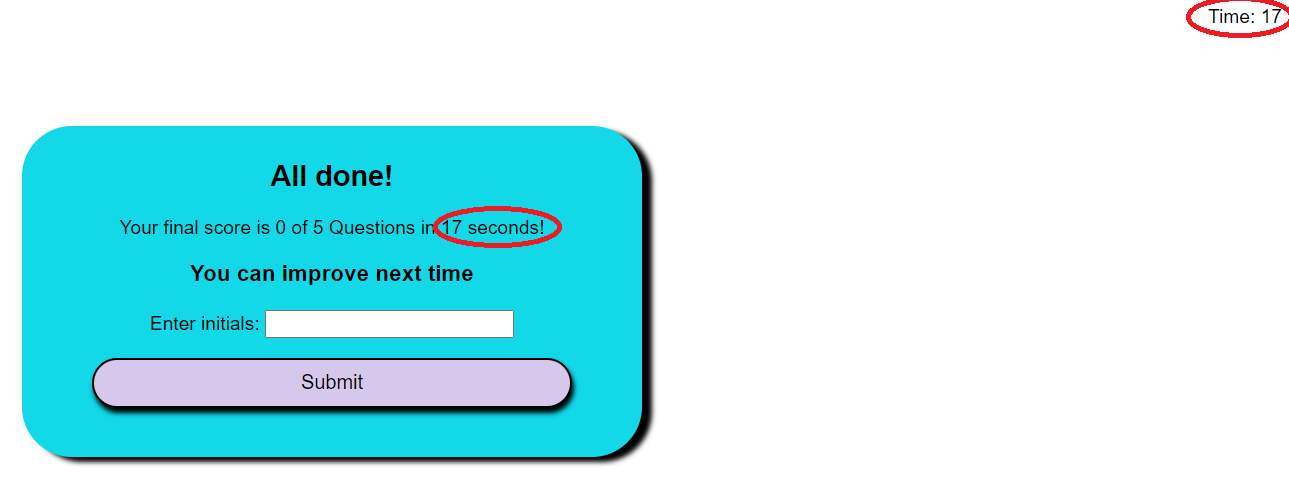 Time: 17
All done!
Your final score is 0 of 5 Questions in 17 seconds!
You can improve next time
Enter initials:
Submit